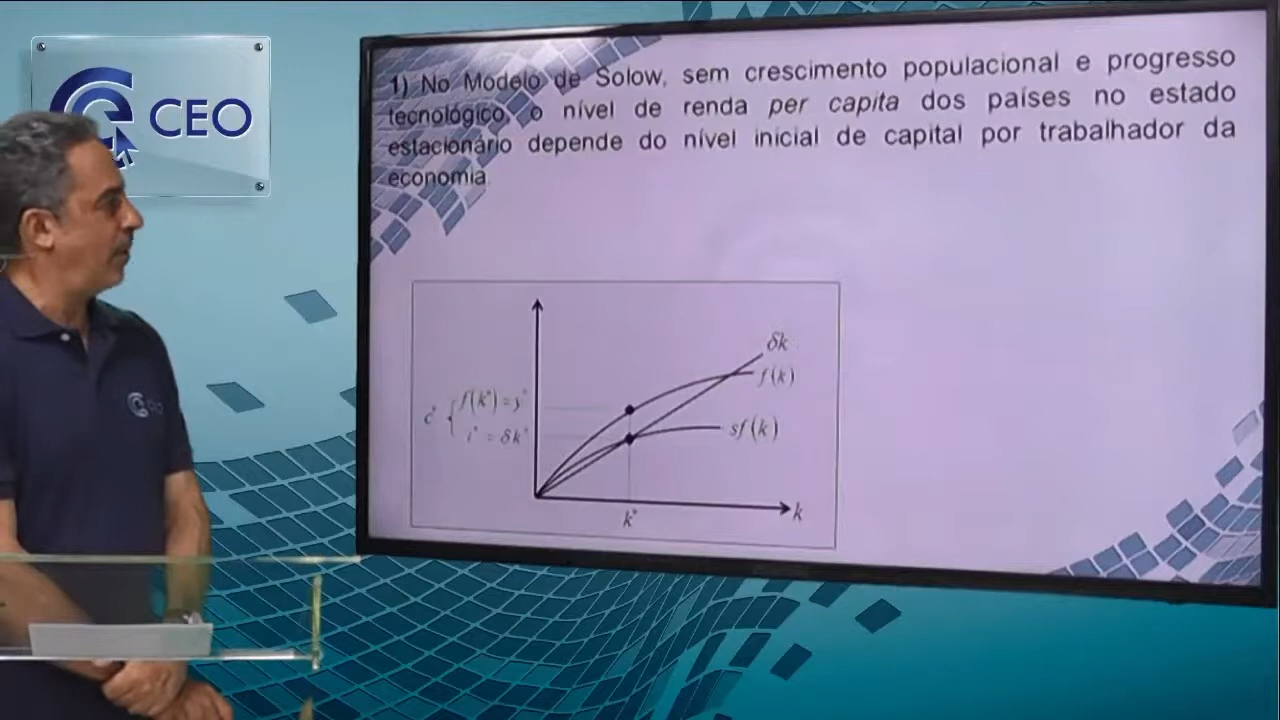 CEO
1) No Modelo de Solow, sem crescimento populacional e progresso
tecnológico, o nível de renda per capita dos países no estado
estacionário depende do nível inicial de capital por trabalhador da
economia.
δk
f(k)
c* { f(k*) = y*
i* = δk*
sf(k)
k*
k
CEO